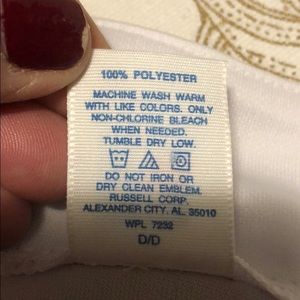 100% POLYESTER
MACHINE WASH WARM
WITH LIKE COLORS. ONLY
NON-CHLORINE BLEACH
WHEN NEEDED.
TUMBLE DRY LOW.
DO NOT IRON OR
DRY CLEAN EMBLEM.
RUSSELL CORP.
ALEXANDER CITY, AL 35010
WPL 7232
D/D